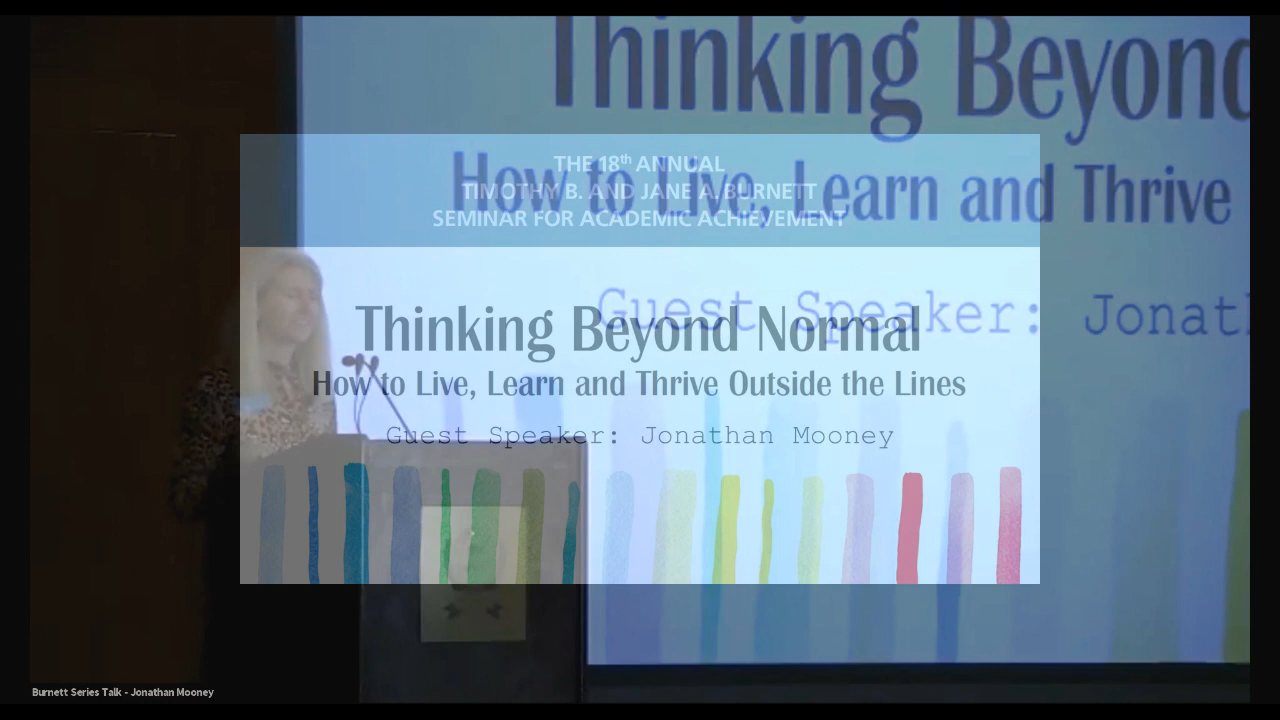 Thinking Beyond
How to Live, Learn and Thrive
Guest Speaker: Jonat
THE 18th ANNUAL
TIMOTHY B. AND JANE A. BURNETT
SEMINAR FOR ACADEMIC ACHIEVEMENT
Thinking Beyond Normal
How to Live, Learn and Thrive Outside the Lines
Guest Speaker: Jonathan Mooney
Burnett Series Talk - Jonathan Mooney